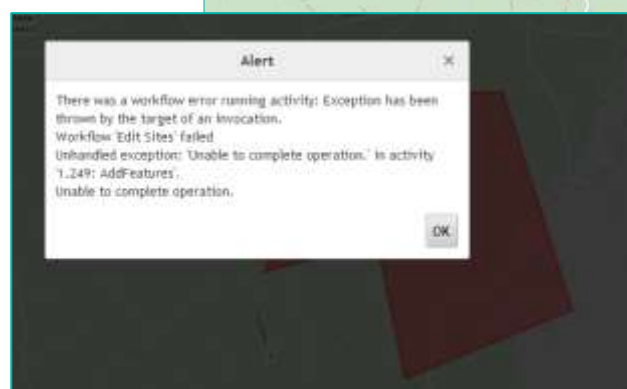 Alert
There was a workflow error running activity: Exception has been
thrown by the target of an invocation.
Workflow 'Edit Sites' failed
Unhandled exception: 'Unable to complete operation.' in activity
'1.249: AddFeatures'.
Unable to complete operation.
OK